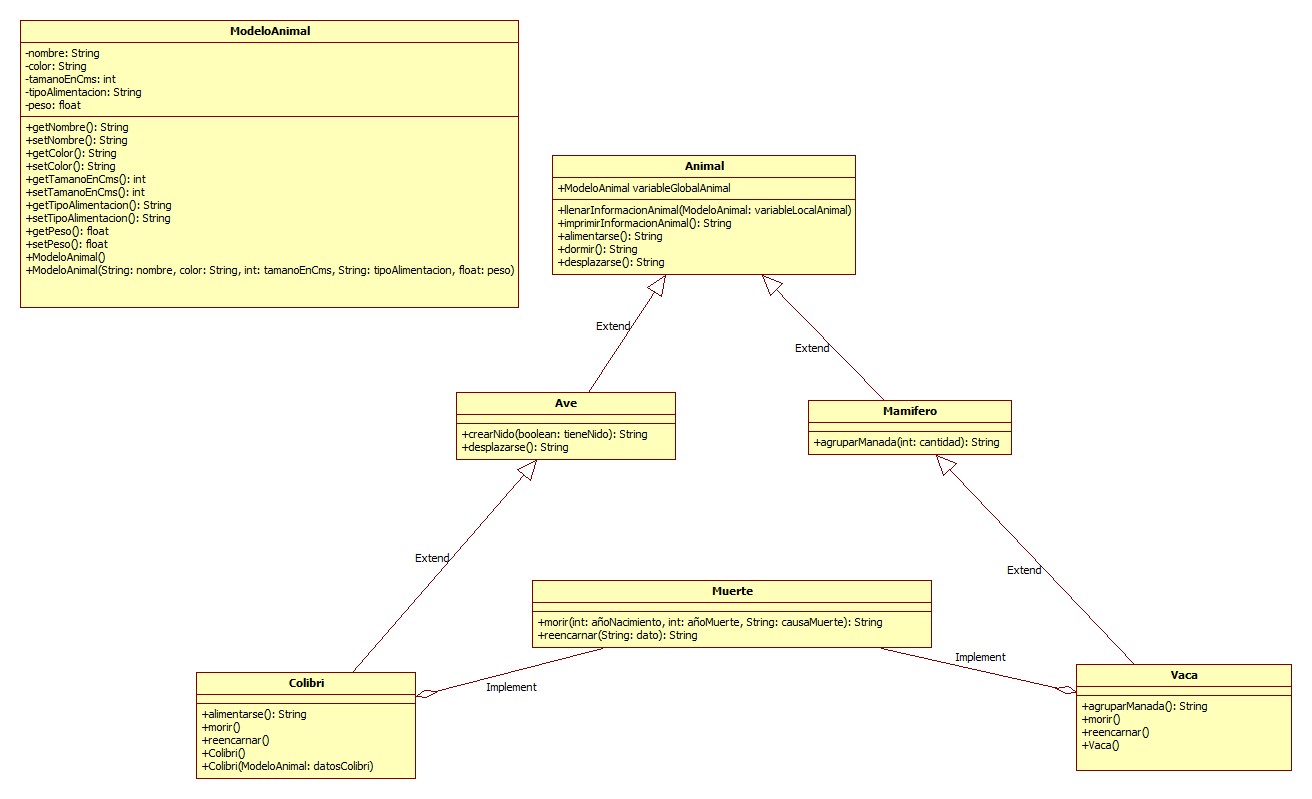 ModeloAnimal
-nombre: String
-color: String
-tamanoEnCms: int
-tipoAlimentacion: String
-peso: float
+getNombre(): String
+setNombre(): String
+getColor(): String
+setColor(): String
+getTamanoEnCms(): int
+setTamanoEnCms(): int
+getTipoAlimentacion(): String
+setTipoAlimentacion(): String
+getPeso(): float
+setPeso(): float
+ModeloAnimal()
+ModeloAnimal(String: nombre, color: String, int: tamanoEnCms, String: tipoAlimentacion, float: peso)
Animal
+ModeloAnimal variableGlobalAnimal
+llenarInformacionAnimal(ModeloAnimal: variableLocalAnimal)
+imprimirInformacionAnimal(): String
+alimentarse(): String
+dormir(): String
+desplazarse(): String
Extend
Extend
Ave
+crearNido(boolean: tieneNido): String
+desplazarse(): String
Mamifero
+agruparManada(int: cantidad): String
Extend
Extend
Muerte
+morir(int: añoNacimiento, int: añoMuerte, String: causaMuerte): String
+reencarnar(String: dato): String
Implement
Implement
Colibri
+alimentarse(): String
+morir()
+reencarnar()
+Colibri()
+Colibri(ModeloAnimal: datosColibri)
Vaca
+agruparManada(): String
+morir()
+reencarnar()
+Vaca()